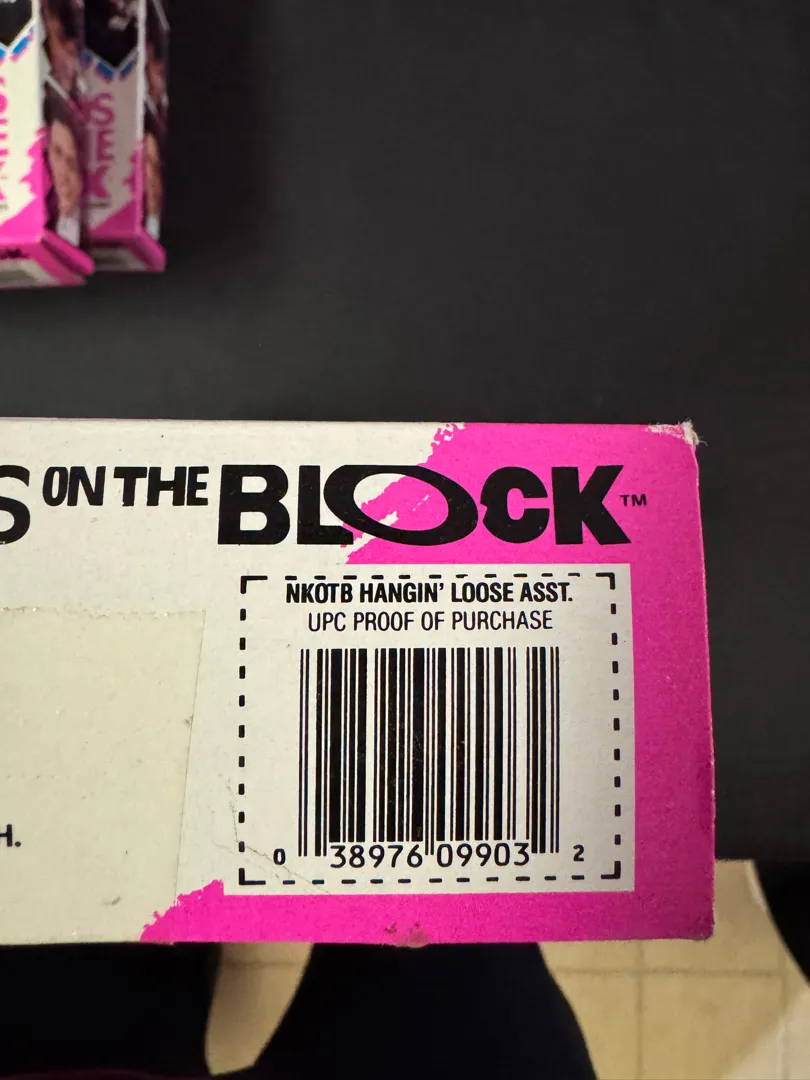 S ON THE BLOCK™
NKOTB HANGIN' LOOSE ASST.
UPC PROOF OF PURCHASE
H.
0 38976 09903 2